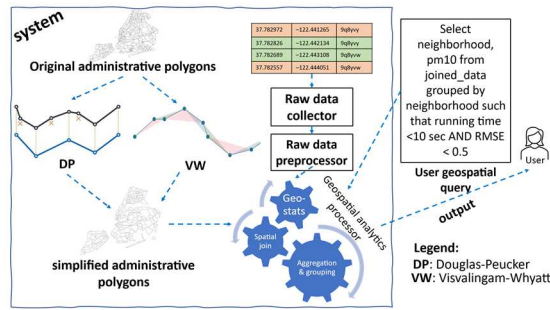 system
Original administrative polygons
DP
VW
simplified administrative
polygons
37.782972 −122.441265 9q8yvy
37.782826 −122.442134 9q8yvy
37.782689 −122.443108 9q8yvy
37.782557 −122.444051 9q8yvv
Raw data
collector
Raw data
preprocessor
Geo-
stats
Spatial
join
Aggregation
& grouping
Geospatial analytics
processor
Select
neighborhood,
pm10 from
joined_data
grouped by
neighborhood such
that running time
<10 sec AND RMSE
< 0.5
User geospatial
query
output
User
Legend:
DP: Douglas-Peucker
VW: Visvalingam-Whyatt